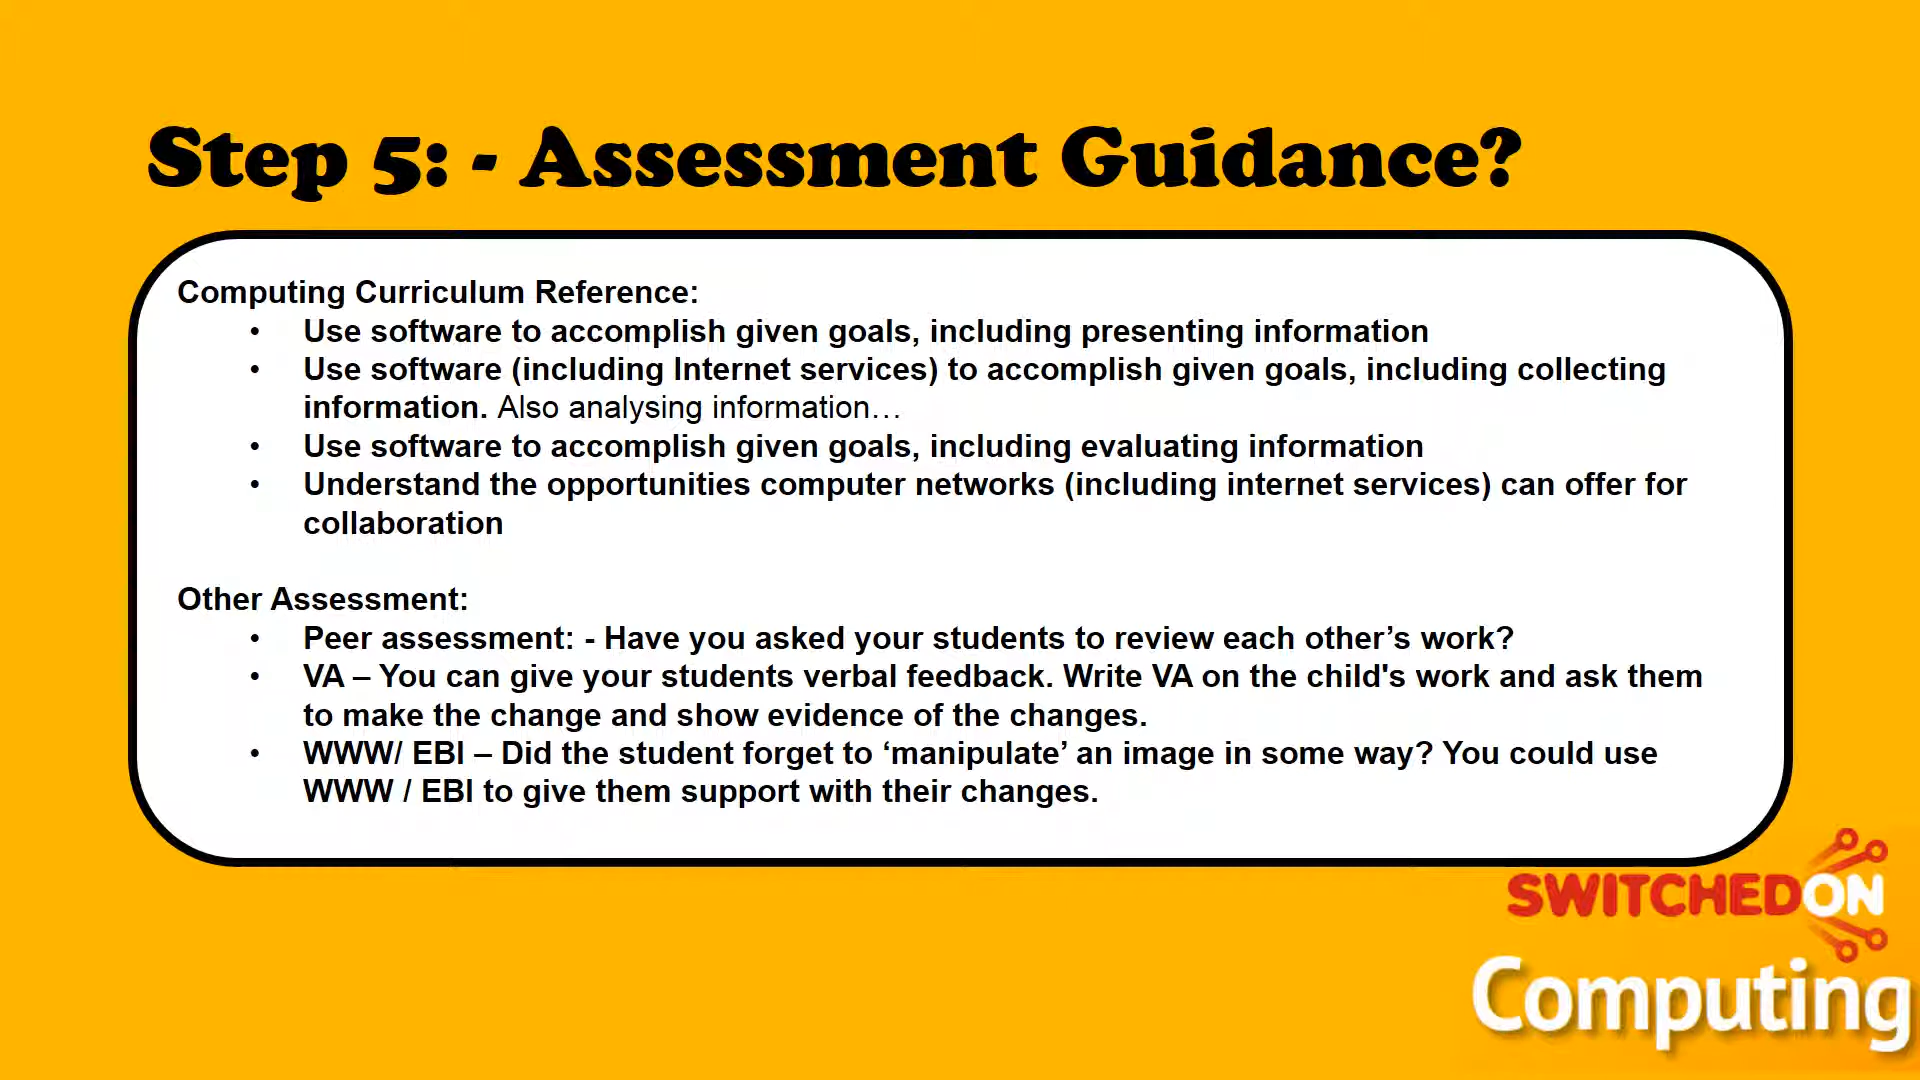 Step 5: - Assessment Guidance?
Computing Curriculum Reference:
• Use software to accomplish given goals, including presenting information
• Use software (including Internet services) to accomplish given goals, including collecting
information. Also analysing information…
• Use software to accomplish given goals, including evaluating information
• Understand the opportunities computer networks (including internet services) can offer for
collaboration
Other Assessment:
• Peer assessment: - Have you asked your students to review each other’s work?
• VA – You can give your students verbal feedback. Write VA on the child's work and ask them
to make the change and show evidence of the changes.
• WWW/ EBI – Did the student forget to ‘manipulate’ an image in some way? You could use
WWW / EBI to give them support with their changes.
SWITCHEDON
Computing